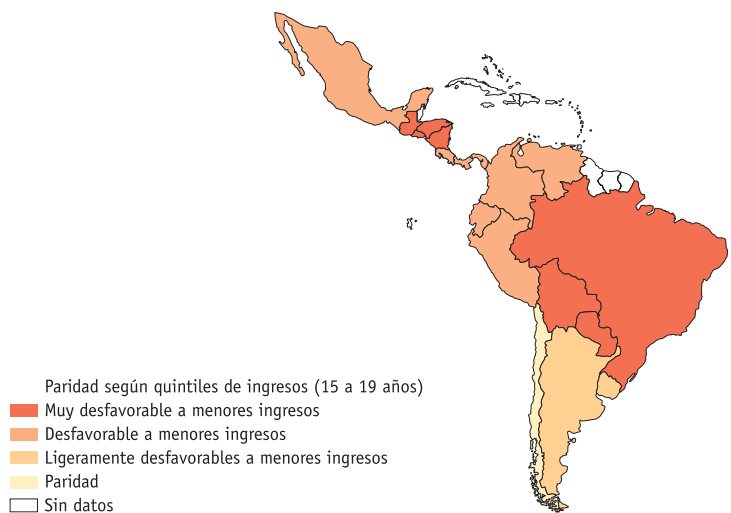 Paridad según quintiles de ingresos (15 a 19 años)
Muy desfavorable a menores ingresos
Desfavorable a menores ingresos
Ligeramente desfavorables a menores ingresos
Paridad
Sin datos